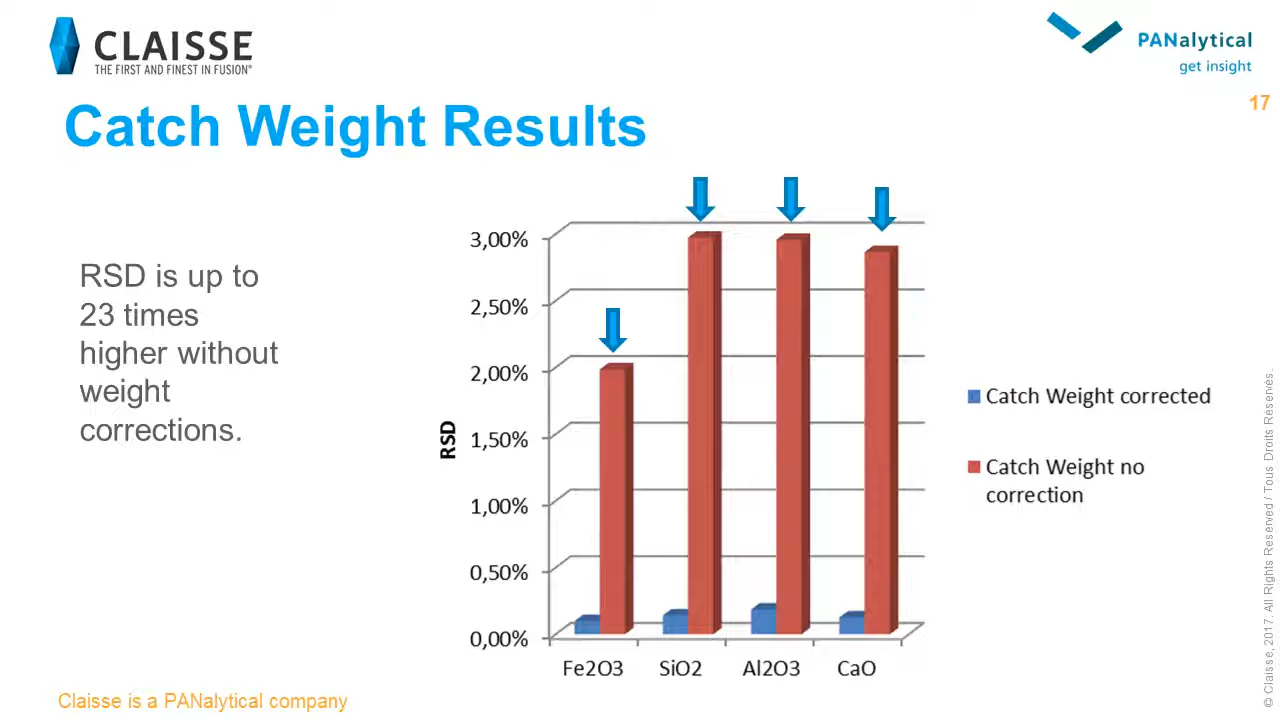 CLAISSE
THE FIRST AND FINEST IN FUSION®
PANalytical
get insight
17
Catch Weight Results
RSD is up to
23 times
higher without
weight
corrections.
3,00%
2,50%
2,00%
1,50%
1,00%
0,50%
0,00%
RSD
Fe2O3 SiO2 Al2O3 CaO
Catch Weight corrected
Catch Weight no
correction
Claisse is a PANalytical company
© Claisse, 2017. All Rights Reserved / Tous Droits Réservés.